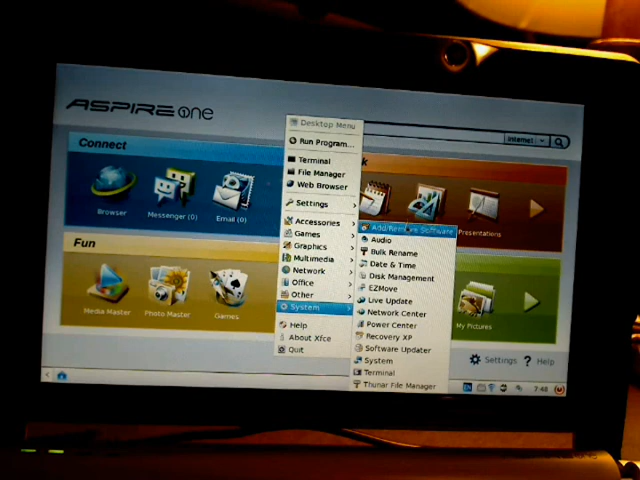 ASPIRE one
Internet
Connect
Browser
Messenger (0)
Email (0)
k
Presentations
Fun
Media Master
Photo Master
Games
My Pictures
Settings
Help
7:48
Desktop Menu
Run Program...
Terminal
File Manager
Web Browser
Settings
Accessories
Games
Graphics
Multimedia
Network
Office
Other
System
Help
About Xfce
Quit
Add/Remove Software
Audio
Bulk Rename
Date & Time
Disk Management
EZMove
Live Update
Network Center
Power Center
Recovery XP
Software Updater
System
Terminal
Thunar File Manager